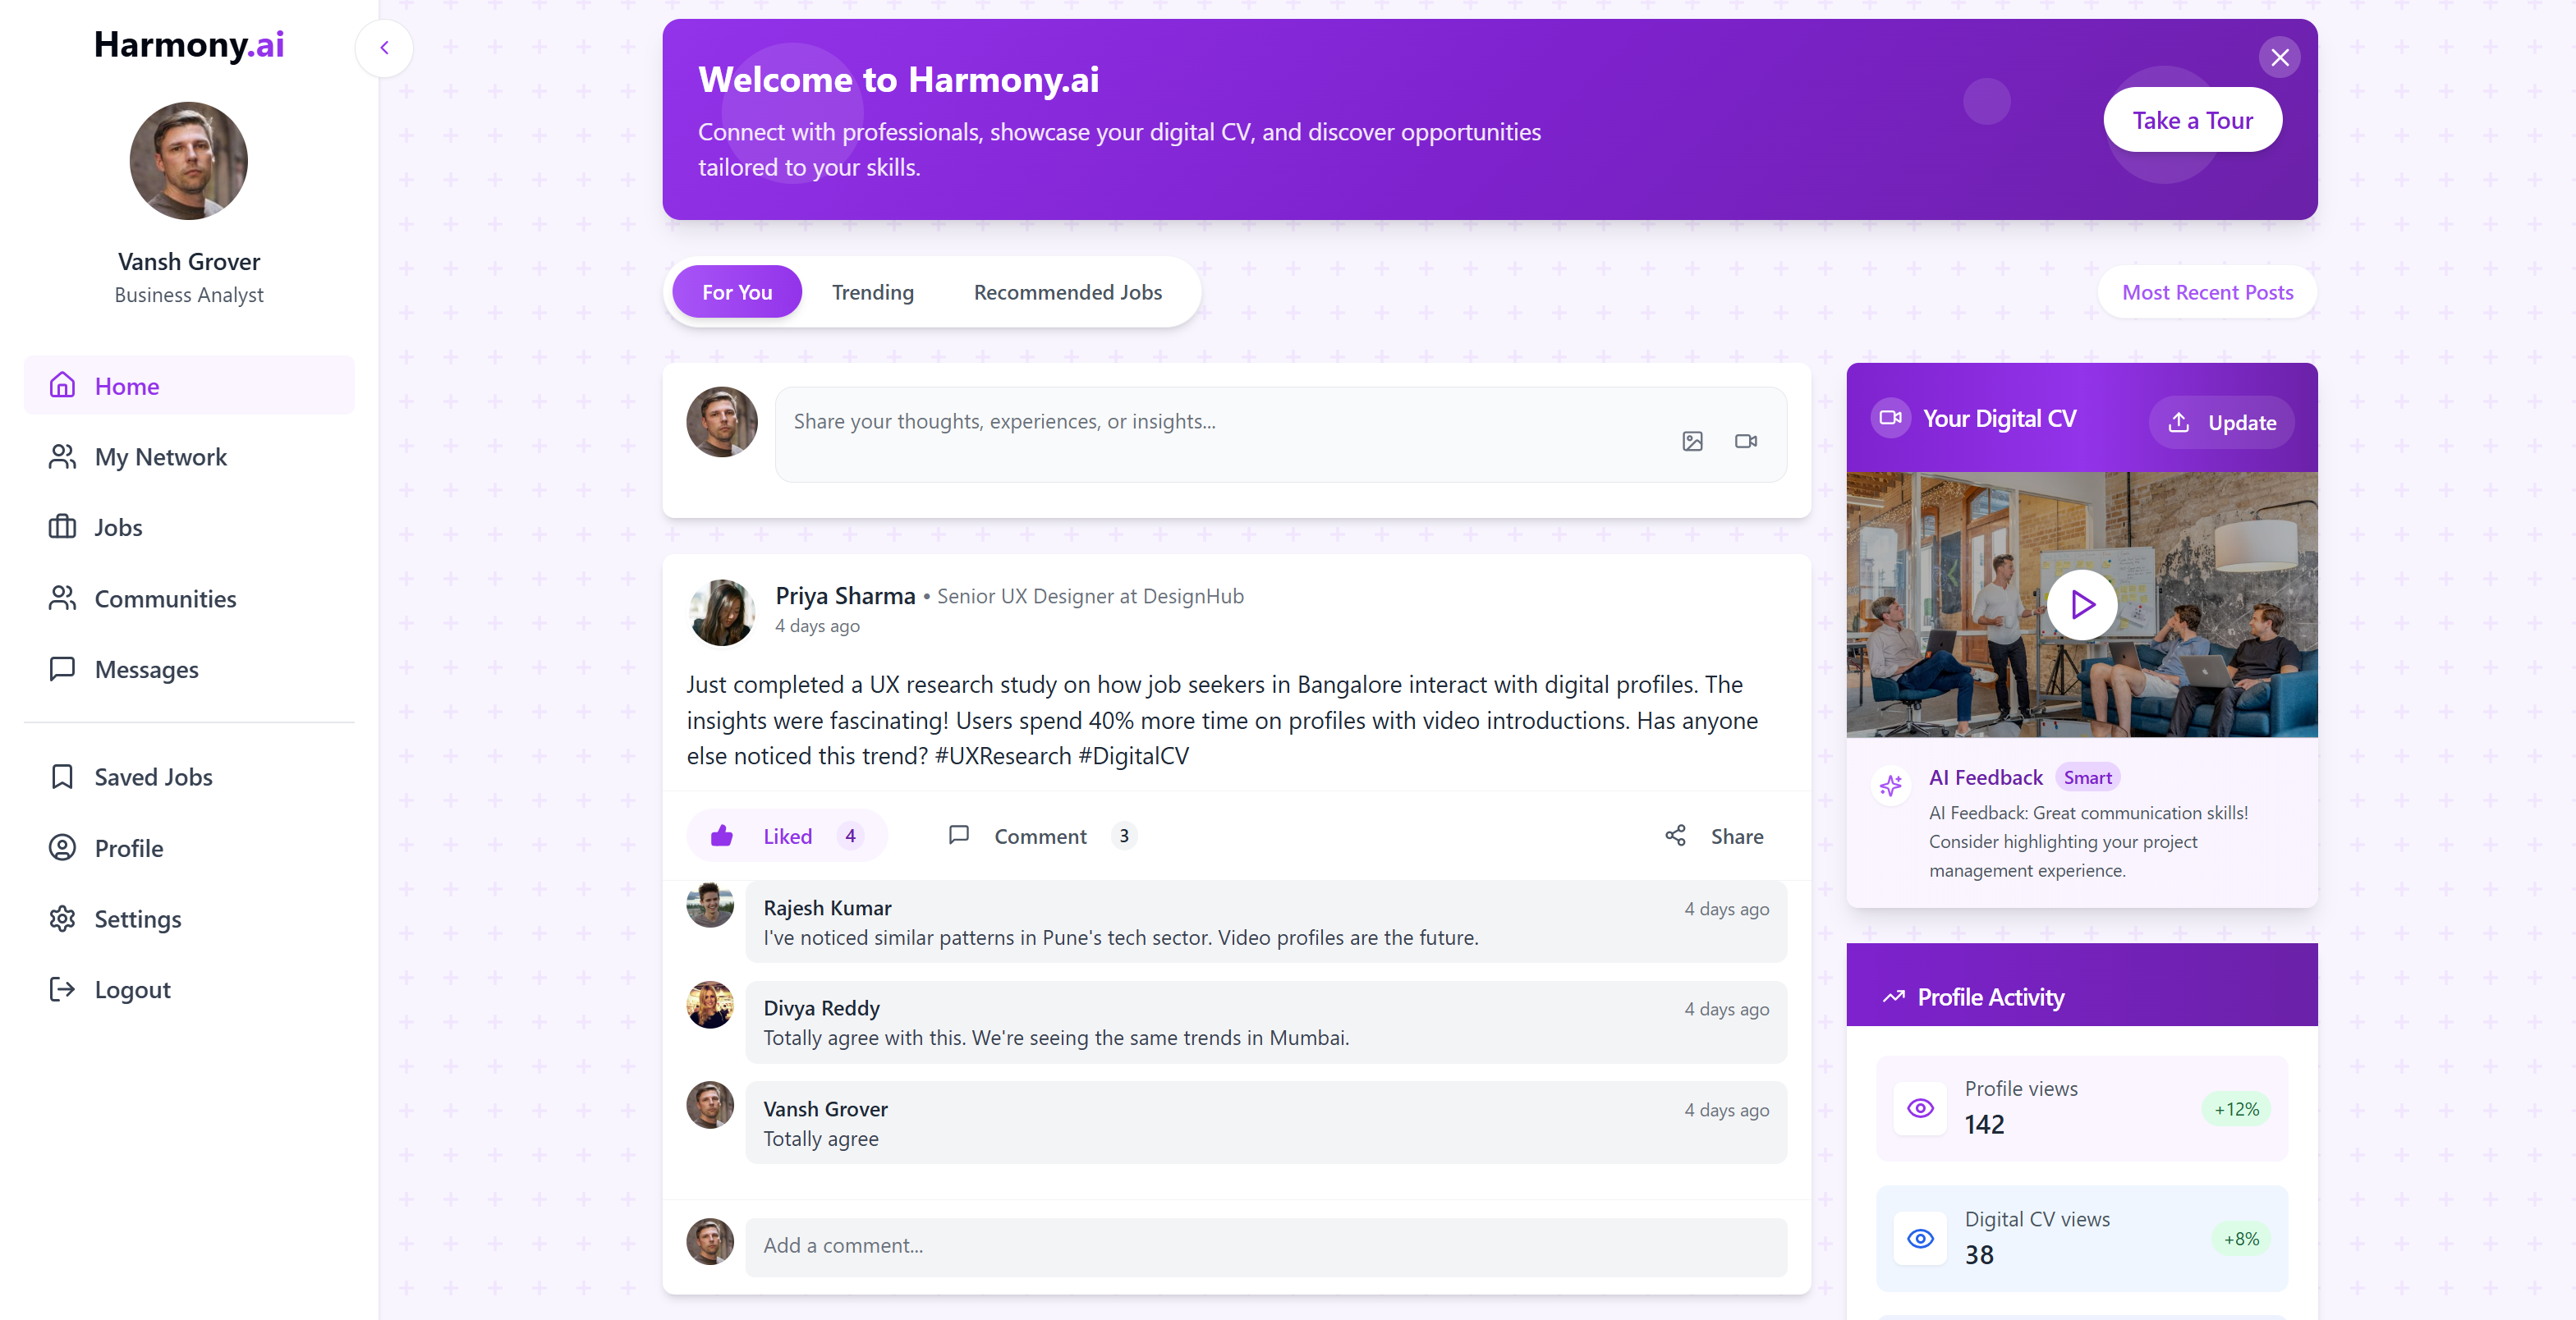 Harmony.ai
Vansh Grover
Business Analyst
Home
My Network
Jobs
Communities
Messages
Saved Jobs
Profile
Settings
Logout
Welcome to Harmony.ai
Connect with professionals, showcase your digital CV, and discover opportunities
tailored to your skills.
Take a Tour
For You
Trending
Recommended Jobs
Most Recent Posts
Share your thoughts, experiences, or insights...
Priya Sharma • Senior UX Designer at DesignHub
4 days ago
Just completed a UX research study on how job seekers in Bangalore interact with digital profiles. The
insights were fascinating! Users spend 40% more time on profiles with video introductions. Has anyone
else noticed this trend? #UXResearch #DigitalCV
Liked 4
Comment 3
Share
Rajesh Kumar
4 days ago
I've noticed similar patterns in Pune's tech sector. Video profiles are the future.
Divya Reddy
4 days ago
Totally agree with this. We're seeing the same trends in Mumbai.
Vansh Grover
4 days ago
Totally agree
Add a comment...
Your Digital CV
Update
AI Feedback Smart
AI Feedback: Great communication skills!
Consider highlighting your project
management experience.
Profile Activity
Profile views
142
+12%
Digital CV views
38
+8%